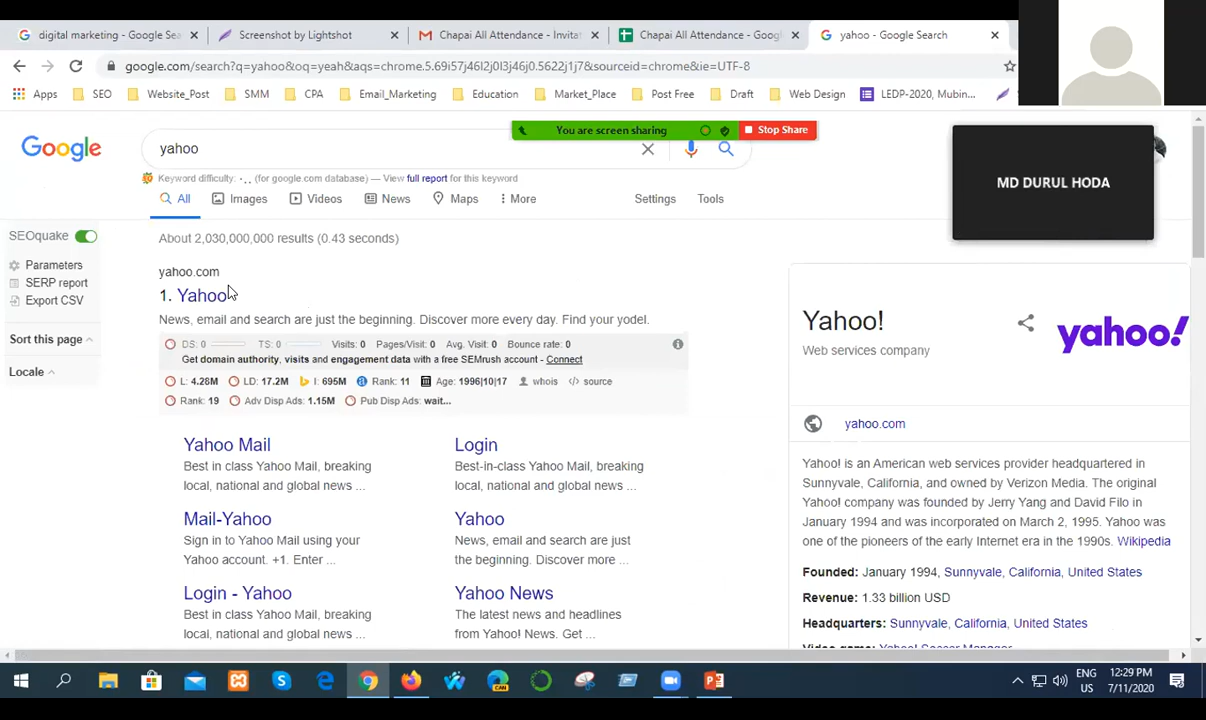 digital marketing - Google Sea
Screenshot by Lightshot
Chapai All Attendance - Invitat
Chapai All Attendance - Goog
yahoo - Google Search
google.com/search?q=yahoo&oq=yeah&aqs=chrome.5.69i57j46l2j0l3j46j0.5622j1j7&sourceid=chrome&ie=UTF-8
Apps SEO Website_Post SMM CPA Email_Marketing Education Market_Place Post Free Draft Web Design LEDP-2020, Mubin...
You are screen sharing Stop Share
Google yahoo
MD DURUL HODA
Keyword difficulty: (for google.com database) — View full report for this keyword
All Images Videos News Maps More Settings Tools
SEOquake
Parameters
SERP report
Export CSV
Sort this page
Locale
About 2,030,000,000 results (0.43 seconds)
yahoo.com
1. Yahoo
News, email and search are just the beginning. Discover more every day. Find your yodel.
DS: 0 TS: 0 Visits: 0 Pages/Visit: 0 Avg. Visit: 0 Bounce rate: 0
Get domain authority, visits and engagement data with a free SEMrush account - Connect
L: 4.28M LD: 17.2M I: 695M Rank: 11 Age: 1996|10|17 whois source
Rank: 19 Adv Disp Ads: 1.15M Pub Disp Ads: wait...
Yahoo Mail
Best in class Yahoo Mail, breaking
local, national and global news ...
Login
Best-in-class Yahoo Mail, breaking
local, national and global news ...
Mail-Yahoo
Sign in to Yahoo Mail using your
Yahoo account. +1. Enter ...
Yahoo
News, email and search are just
the beginning. Discover more ...
Login - Yahoo
Best in class Yahoo Mail, breaking
local, national and global news ...
Yahoo News
The latest news and headlines
from Yahoo! News. Get ...
Yahoo!
Web services company
yahoo!
yahoo.com
Yahoo! is an American web services provider headquartered in
Sunnyvale, California, and owned by Verizon Media. The original
Yahoo! company was founded by Jerry Yang and David Filo in
January 1994 and was incorporated on March 2, 1995. Yahoo was
one of the pioneers of the early Internet era in the 1990s. Wikipedia
Founded: January 1994, Sunnyvale, California, United States
Revenue: 1.33 billion USD
Headquarters: Sunnyvale, California, United States
Video game: Yahoo! Soccer Manager
CAN
ENG
US
12:29 PM
7/11/2020